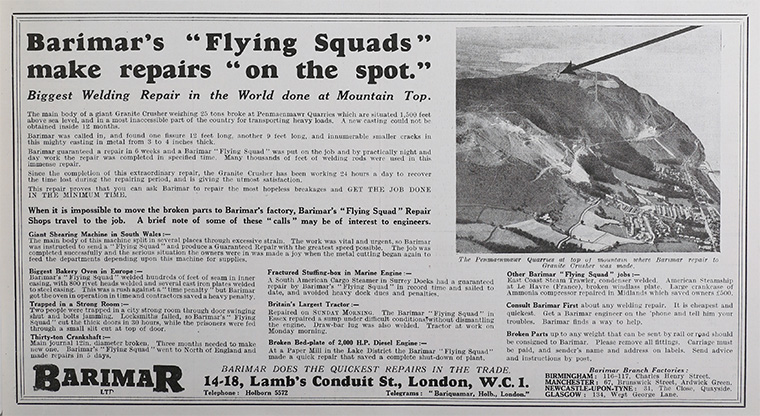 Barimar's "Flying Squads"
make repairs "on the spot."
Biggest Welding Repair in the World done at Mountain Top.
The main body of a giant Granite Crusher weighing 25 tons broke at Penmaenmawr Quarries which are situated 1,500 feet
above sea level, and in a most inaccessible part of the country for transporting heavy loads. A new casting could not be
obtained inside 12 months.
Barimar was called in, and found one fissure 12 feet long, another 9 feet long, and innumerable smaller cracks in
this mighty casting in metal from 3 to 4 inches thick.
Barimar guaranteed a repair in 6 weeks and a Barimar "Flying Squad" was put on the job and by practically night and
day work the repair was completed in specified time. Many thousands of feet of welding rods were used in this
immense repair.
Since the completion of this extraordinary repair, the Granite Crusher has been working 24 hours a day to recover
the time lost during the repairing period, and is giving the utmost satisfaction.
This repair proves that you can ask Barimar to repair the most hopeless breakages and GET THE JOB DONE
IN THE MINIMUM TIME.
When it is impossible to move the broken parts to Barimar's factory, Barimar's "Flying Squad" Repair
Shops travel to the job. A brief note of some of these "calls" may be of interest to engineers.
Giant Shearing Machine in South Wales:—
The main body of this machine split in several places through excessive strain. The work was vital and urgent, so Barimar
was instructed to send a "Flying Squad" and produce a Guaranteed Repair with the greatest speed possible. The job was
completed successfully and the serious situation the owners were in was made a joy when the metal cutting began again to
feed the departments depending upon this machine for supplies.
The Penmaenmawr Quarries at top of mountain where Barimar repair to
Granite Crusher was made.
Biggest Bakery Oven in Europe:—
Barimar's "Flying Squad" welded hundreds of feet of seam in inner
casing, with 800 rivet heads welded and several cast iron plates welded
to steel casing. This was a rush against a "time penalty" but Barimar
got the oven in operation in time and contractors saved a heavy penalty.
Trapped in a Strong Room:—
Two people were trapped in a city strong room through door swinging
shut and bolts jamming. Locksmiths failed, so Barimar's "Flying
Squad" cut the thick doors in 30 hours, while the prisoners were fed
through a small slit cut at top of door.
Thirty-ton Crankshaft:—
Main journal 17in. diameter broken. Three months needed to make
new one. Barimar's "Flying Squad" went to North of England and
made repairs in 5 days.
Fractured Stuffing-box in Marine Engine:—
A South American Cargo Steamer in Surrey Docks had a guaranteed
repair by Barimar's "Flying Squad" in record time and sailed to
date, and avoided heavy dock dues and penalties.
Britain's Largest Tractor:—
Repaired on SUNDAY MORNING. The Barimar "Flying Squad" in
Essex repaired a sump under difficult conditions without dismantling
the engine. Draw-bar lug was also welded. Tractor at work on
Monday morning.
Broken Bed-plate of 2,000 H.P. Diesel Engine:—
At a Paper Mill in the Lake District the Barimar "Flying Squad"
made a quick repair that saved a complete shut-down of plant.
Other Barimar "Flying Squad" jobs:—
East Coast Steam Trawler, condenser welded. American Steamship
at Le Havre (France), broken windlass plate. Large crankcase of
Ammonia compressor repaired in Midlands which saved owners £500.
Consult Barimar First about any welding repair. It is cheapest and
quickest. Get a Barimar engineer on the 'phone and tell him your
troubles. Barimar finds a way to help.
Broken Parts up to any weight that can be sent by rail or road should
be consigned to Barimar. Please remove all fittings. Carriage must
be paid, and sender's name and address on labels. Send advice
and instructions by post.
BARIMAR
LTD.
BARIMAR DOES THE QUICKEST REPAIRS IN THE TRADE.
14-18, Lamb's Conduit St., London, W.C.1.
Telephone: Holborn 5572 Telegrams: "Bariquamar, Holb., London."
Barimar Branch Factories:
BIRMINGHAM: 116-117, Charles Henry Street.
MANCHESTER: 67, Brunswick Street, Ardwick Green.
NEWCASTLE-UPON-TYNE: 31, The Close, Quayside.
GLASGOW: 134, West George Lane.